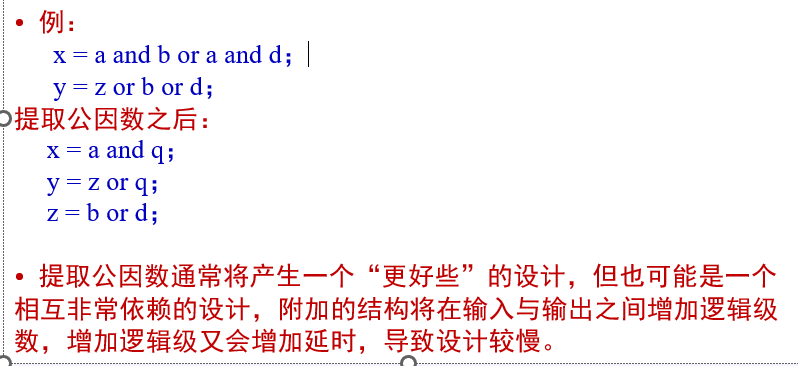 • 例：
x = a and b or a and d；
y = z or b or d；
提取公因数之后：
x = a and q；
y = z or q；
z = b or d；
• 提取公因数通常将产生一个“更好些”的设计，但也可能是一个
相互非常依赖的设计，附加的结构将在输入与输出之间增加逻辑级
数，增加逻辑级又会增加延时，导致设计较慢。